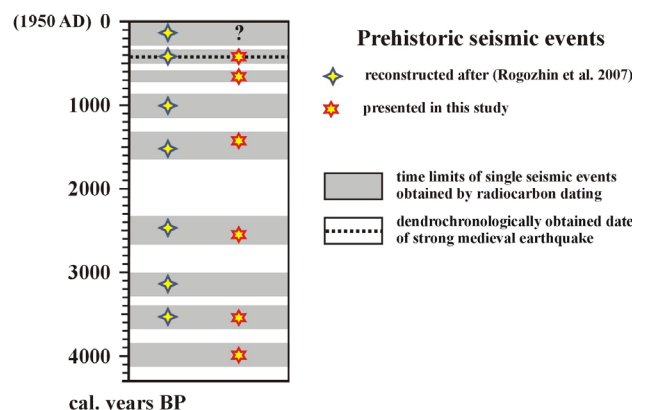 (1950 AD) 0
?
1000
2000
3000
4000
cal. years BP
Prehistoric seismic events
reconstructed after (Rogozhin et al. 2007)
presented in this study
time limits of single seismic events
obtained by radiocarbon dating
dendrochronologically obtained date
of strong medieval earthquake